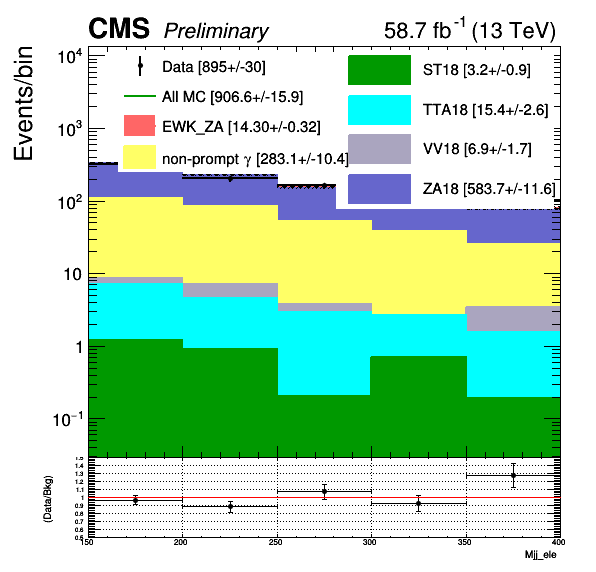 CMS Preliminary 58.7 fb⁻¹ (13 TeV)
Events/bin
10⁴
10³
10²
10
1
10⁻¹
Data [895+/-30]
All MC [906.6+/-15.9]
EWK_ZA [14.30+/-0.32]
non-prompt γ [283.1+/-10.4]
ST18 [3.2+/-0.9]
TTA18 [15.4+/-2.6]
VV18 [6.9+/-1.7]
ZA18 [583.7+/-11.6]
(Data/Bkg)
1.5
1.4
1.3
1.2
1.1
1
0.9
0.8
0.7
0.6
0.5
150 200 250 300 350 400
Mjj_ele